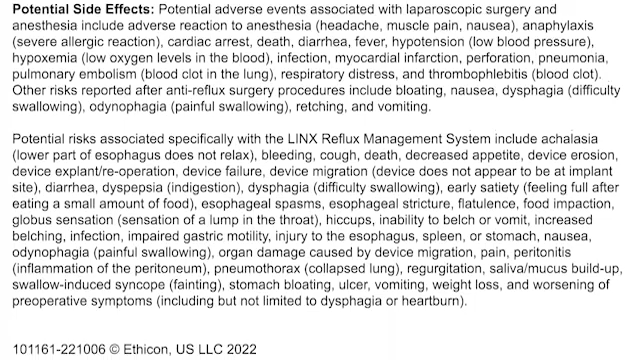 Potential Side Effects: Potential adverse events associated with laparoscopic surgery and
anesthesia include adverse reaction to anesthesia (headache, muscle pain, nausea), anaphylaxis
(severe allergic reaction), cardiac arrest, death, diarrhea, fever, hypotension (low blood pressure),
hypoxemia (low oxygen levels in the blood), infection, myocardial infarction, perforation, pneumonia,
pulmonary embolism (blood clot in the lung), respiratory distress, and thrombophlebitis (blood clot).
Other risks reported after anti-reflux surgery procedures include bloating, nausea, dysphagia (difficulty
swallowing), odynophagia (painful swallowing), retching, and vomiting.
Potential risks associated specifically with the LINX Reflux Management System include achalasia
(lower part of esophagus does not relax), bleeding, cough, death, decreased appetite, device erosion,
device explant/re-operation, device failure, device migration (device does not appear to be at implant
site), diarrhea, dyspepsia (indigestion), dysphagia (difficulty swallowing), early satiety (feeling full after
eating a small amount of food), esophageal spasms, esophageal stricture, flatulence, food impaction,
globus sensation (sensation of a lump in the throat), hiccups, inability to belch or vomit, increased
belching, infection, impaired gastric motility, injury to the esophagus, spleen, or stomach, nausea,
odynophagia (painful swallowing), organ damage caused by device migration, pain, peritonitis
(inflammation of the peritoneum), pneumothorax (collapsed lung), regurgitation, saliva/mucus build-up,
swallow-induced syncope (fainting), stomach bloating, ulcer, vomiting, weight loss, and worsening of
preoperative symptoms (including but not limited to dysphagia or heartburn).
101161-221006 © Ethicon, US LLC 2022